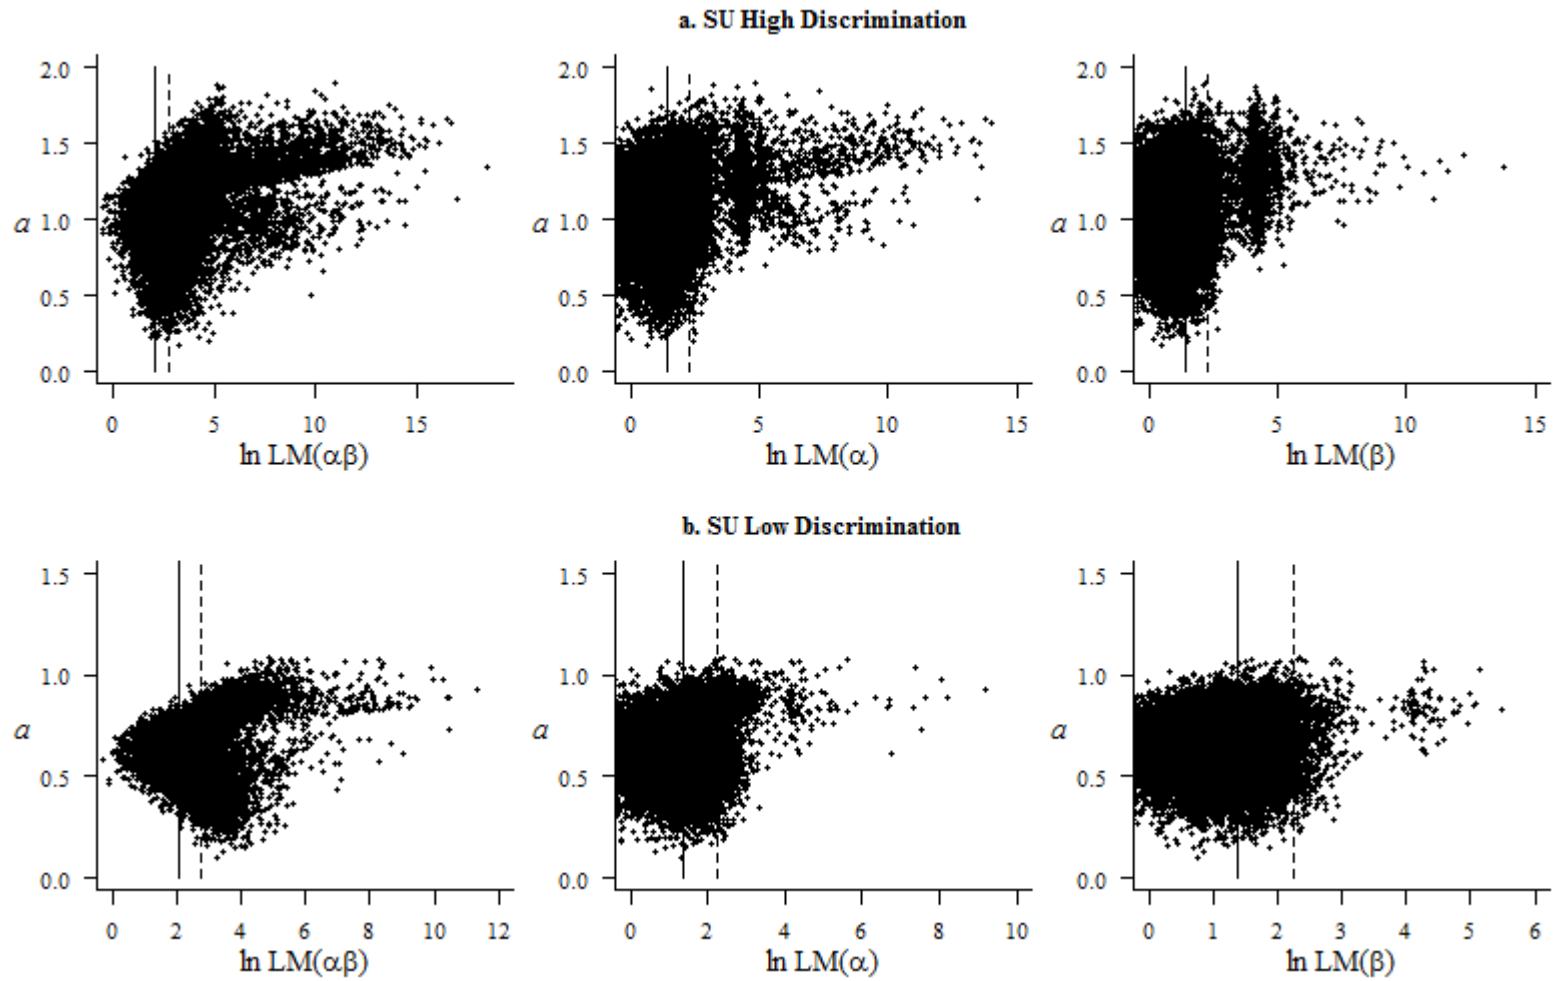 a. SU High Discrimination
2.0 2.0 2.0
1.5 1.5 1.5
a 1.0 a 1.0 a 1.0
0.5 0.5 0.5
0.0 0.0 0.0
0 5 10 15 0 5 10 15 0 5 10 15
ln LM(αβ) ln LM(α) ln LM(β)
b. SU Low Discrimination
1.5 1.5 1.5
1.0 1.0 1.0
a a a
0.5 0.5 0.5
0.0 0.0 0.0
0 2 4 6 8 10 12 0 2 4 6 8 10 0 1 2 3 4 5 6
ln LM(αβ) ln LM(α) ln LM(β)